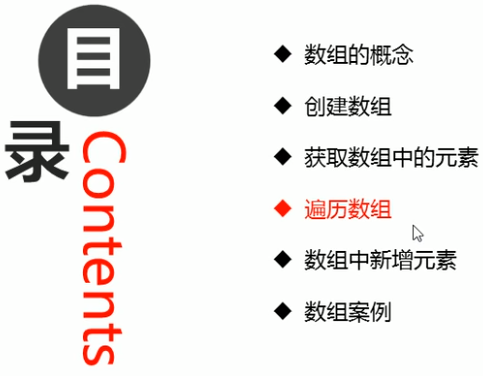 目录
Contents
◆ 数组的概念
◆ 创建数组
◆ 获取数组中的元素
◆ 遍历数组
◆ 数组中新增元素
◆ 数组案例